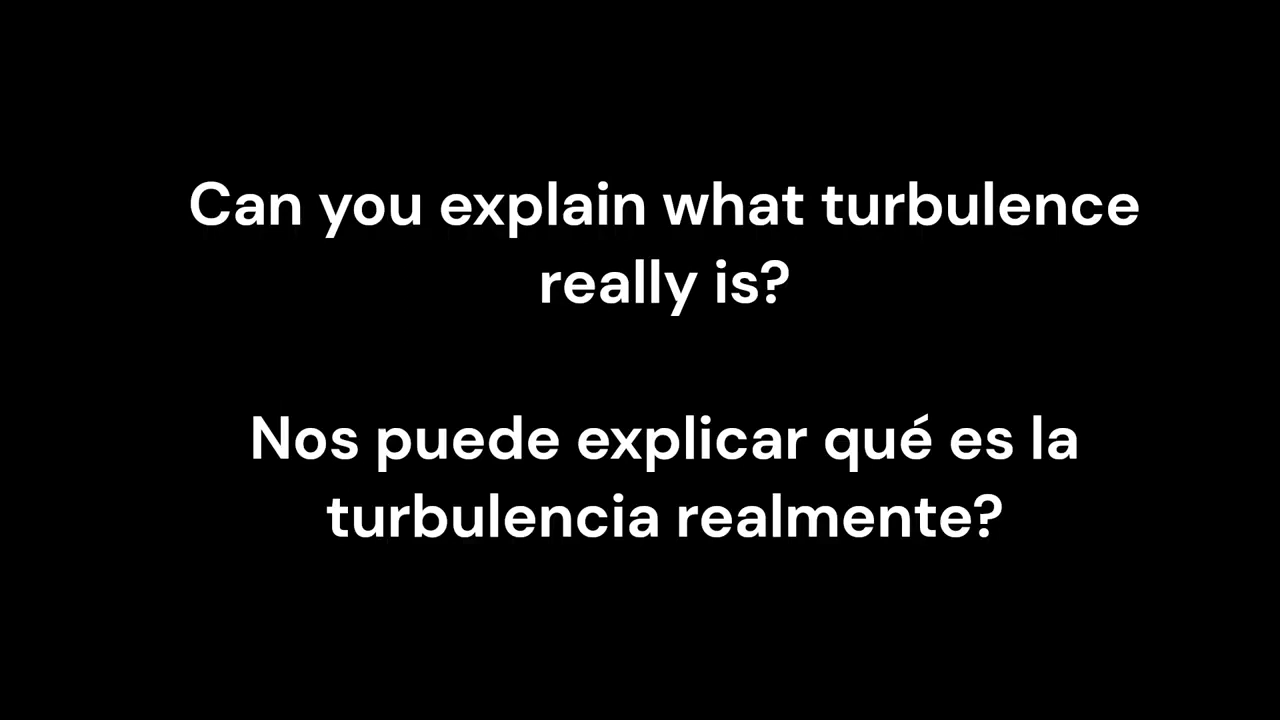 Can you explain what turbulence
really is?
Nos puede explicar qué es la
turbulencia realmente?